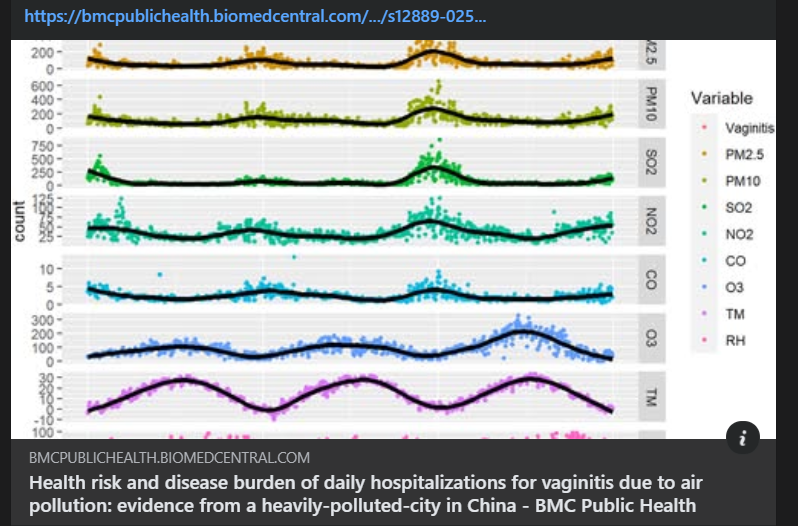 https://bmcpublichealth.biomedcentral.com/.../s12889-025...
200
0
M2.5
600
400
200
0
PM10
750
500
250
0
SO2
125
100
75
50
25
NO2
10
5
0
CO
300
200
100
0
O3
30
20
10
0
-10
TM
100
count
Variable
Vaginitis
PM2.5
PM10
SO2
NO2
CO
O3
TM
RH
i
BMCPUBLICHEALTH.BIOMEDCENTRAL.COM
Health risk and disease burden of daily hospitalizations for vaginitis due to air
pollution: evidence from a heavily-polluted-city in China - BMC Public Health